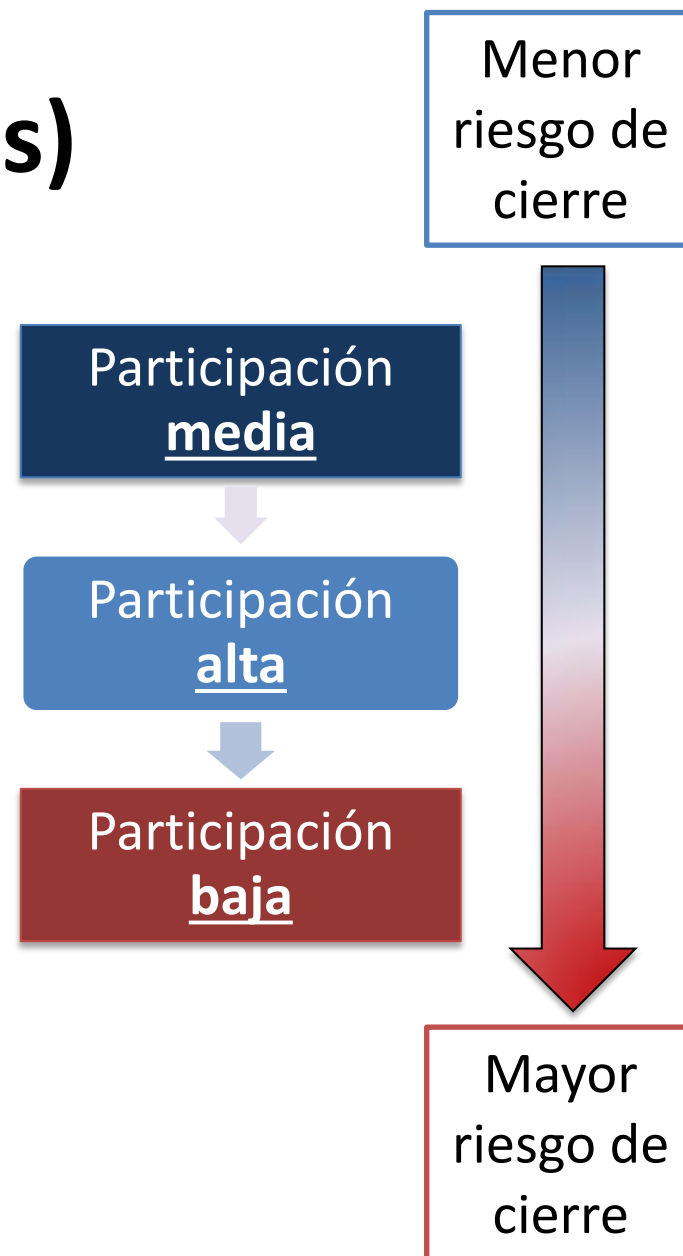 s)
Menor
riesgo de
cierre
Participación
media
Participación
alta
Participación
baja
Mayor
riesgo de
cierre